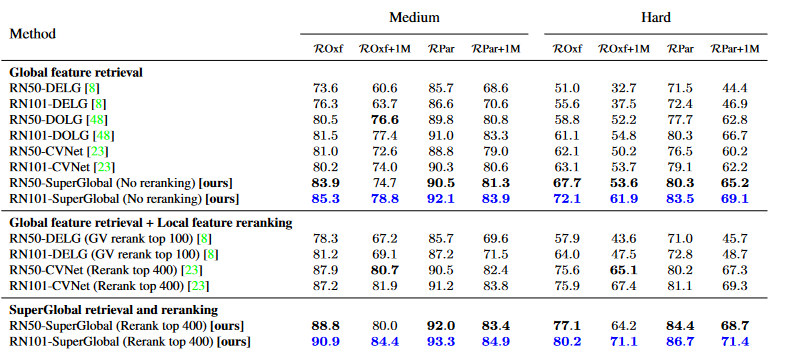 Method Medium Hard
ROxf ROxf+1M RPar RPar+1M ROxf ROxf+1M RPar RPar+1M
Global feature retrieval
RN50-DELG [8] 73.6 60.6 85.7 68.6 51.0 32.7 71.5 44.4
RN101-DELG [8] 76.3 63.7 86.6 70.6 55.6 37.5 72.4 46.9
RN50-DOLG [48] 80.5 76.6 89.8 80.8 58.8 52.2 77.7 62.8
RN101-DOLG [48] 81.5 77.4 91.0 83.3 61.1 54.8 80.3 66.7
RN50-CVNet [23] 81.0 72.6 88.8 79.0 62.1 50.2 76.5 60.2
RN101-CVNet [23] 80.2 74.0 90.3 80.6 63.1 53.7 79.1 62.2
RN50-SuperGlobal (No reranking) [ours] 83.9 74.7 90.5 81.3 67.7 53.6 80.3 65.2
RN101-SuperGlobal (No reranking) [ours] 85.3 78.8 92.1 83.9 72.1 61.9 83.5 69.1
Global feature retrieval + Local feature reranking
RN50-DELG (GV rerank top 100) [8] 78.3 67.2 85.7 69.6 57.9 43.6 71.0 45.7
RN101-DELG (GV rerank top 100) [8] 81.2 69.1 87.2 71.5 64.0 47.5 72.8 48.7
RN50-CVNet (Rerank top 400) [23] 87.9 80.7 90.5 82.4 75.6 65.1 80.2 67.3
RN101-CVNet (Rerank top 400) [23] 87.2 81.9 91.2 83.8 75.9 67.4 81.1 69.3
SuperGlobal retrieval and reranking
RN50-SuperGlobal (Rerank top 400) [ours] 88.8 80.0 92.0 83.4 77.1 64.2 84.4 68.7
RN101-SuperGlobal (Rerank top 400) [ours] 90.9 84.4 93.3 84.9 80.2 71.1 86.7 71.4